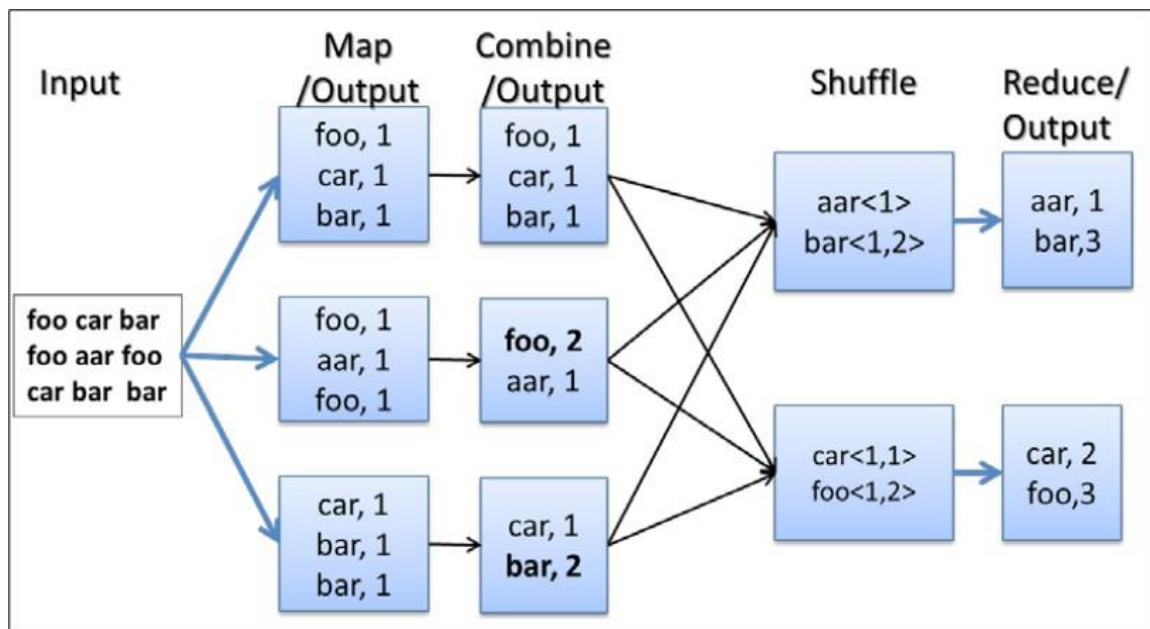 Input
Map
/Output
Combine
/Output
Shuffle
Reduce/
Output
foo car bar
foo aar foo
car bar  bar
foo, 1
car, 1
bar, 1
foo, 1
aar, 1
foo, 1
car, 1
bar, 1
bar, 1
foo, 1
car, 1
bar, 1
foo, 2
aar, 1
car, 1
bar, 2
aar<1>
bar<1,2>
car<1,1>
foo<1,2>
aar, 1
bar,3
car, 2
foo,3